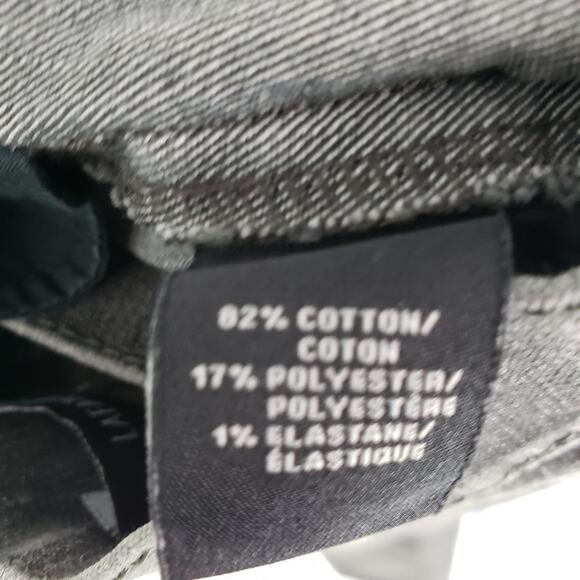 82% COTTON/
COTON
17% POLYESTER/
POLYESTÈRE
1% ELASTANE/
ÉLASTIQUE